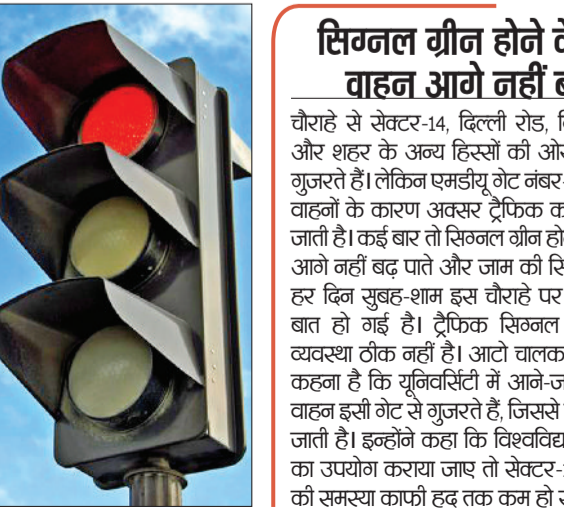 सिग्नल ग्रीन होने
वाहन आगे नहीं
चौराहे से सेक्टर-14, दिल्ली रोड,
और शहर के अन्य हिस्सों की ओर
गुजरते हैं। लेकिन एमडीयू गेट नंबर-
वाहनों के कारण अक्सर ट्रैफिक
जाती है। कई बार तो सिग्नल ग्रीन
आगे नहीं बढ़ पाते और जाम की
हर दिन सुबह-शाम इस चौराहे पर
बात हो गई है। ट्रैफिक सिग्नल
व्यवस्था ठीक नहीं है। आटो चालक
कहना है कि यूनिवर्सिटी में
वाहन इसी गेट से गुजरते हैं, जिससे
जाती है। इन्होंने कहा कि
का उपयोग कराया जाए तो सेक्टर-
की समस्या काफी हद तक कम हो